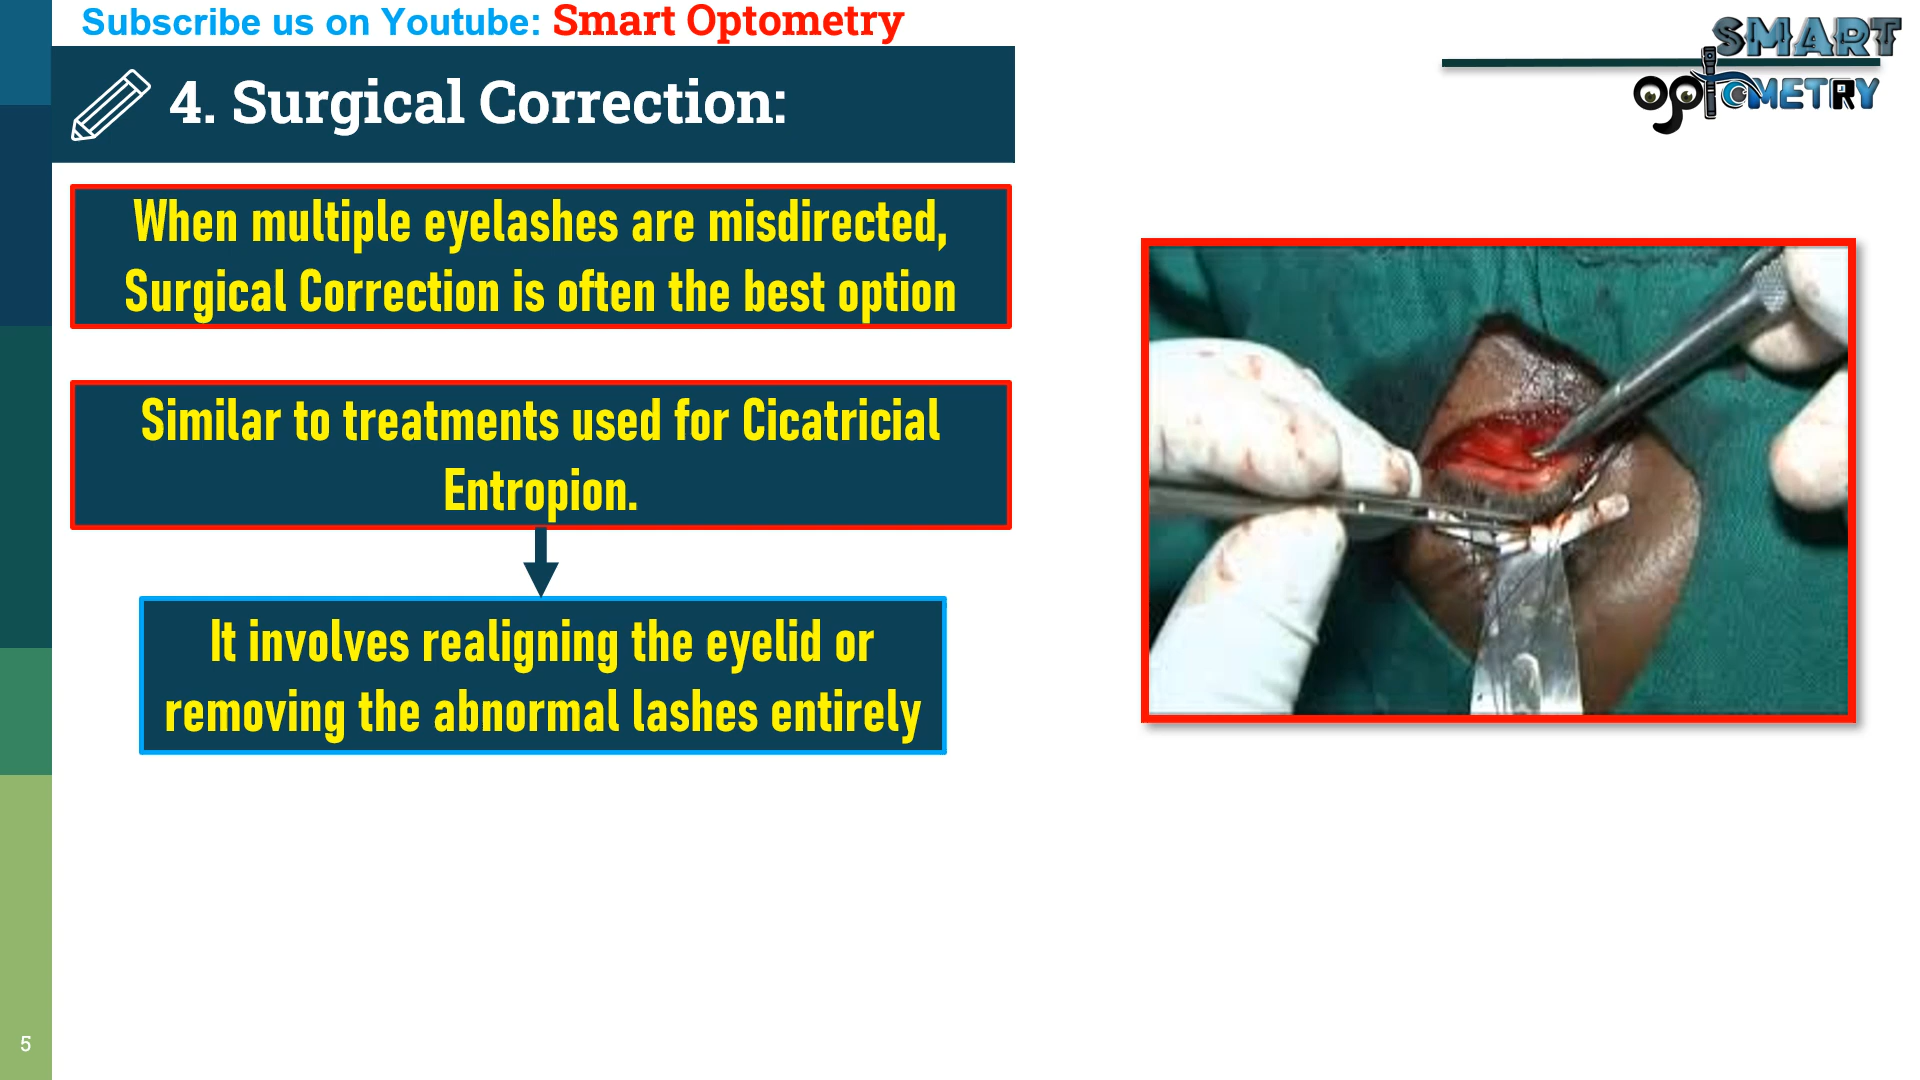 Subscribe us on Youtube: Smart Optometry
SMART
OptOMETRY
4. Surgical Correction:
When multiple eyelashes are misdirected,
Surgical Correction is often the best option
Similar to treatments used for Cicatricial
Entropion.
It involves realigning the eyelid or
removing the abnormal lashes entirely
5